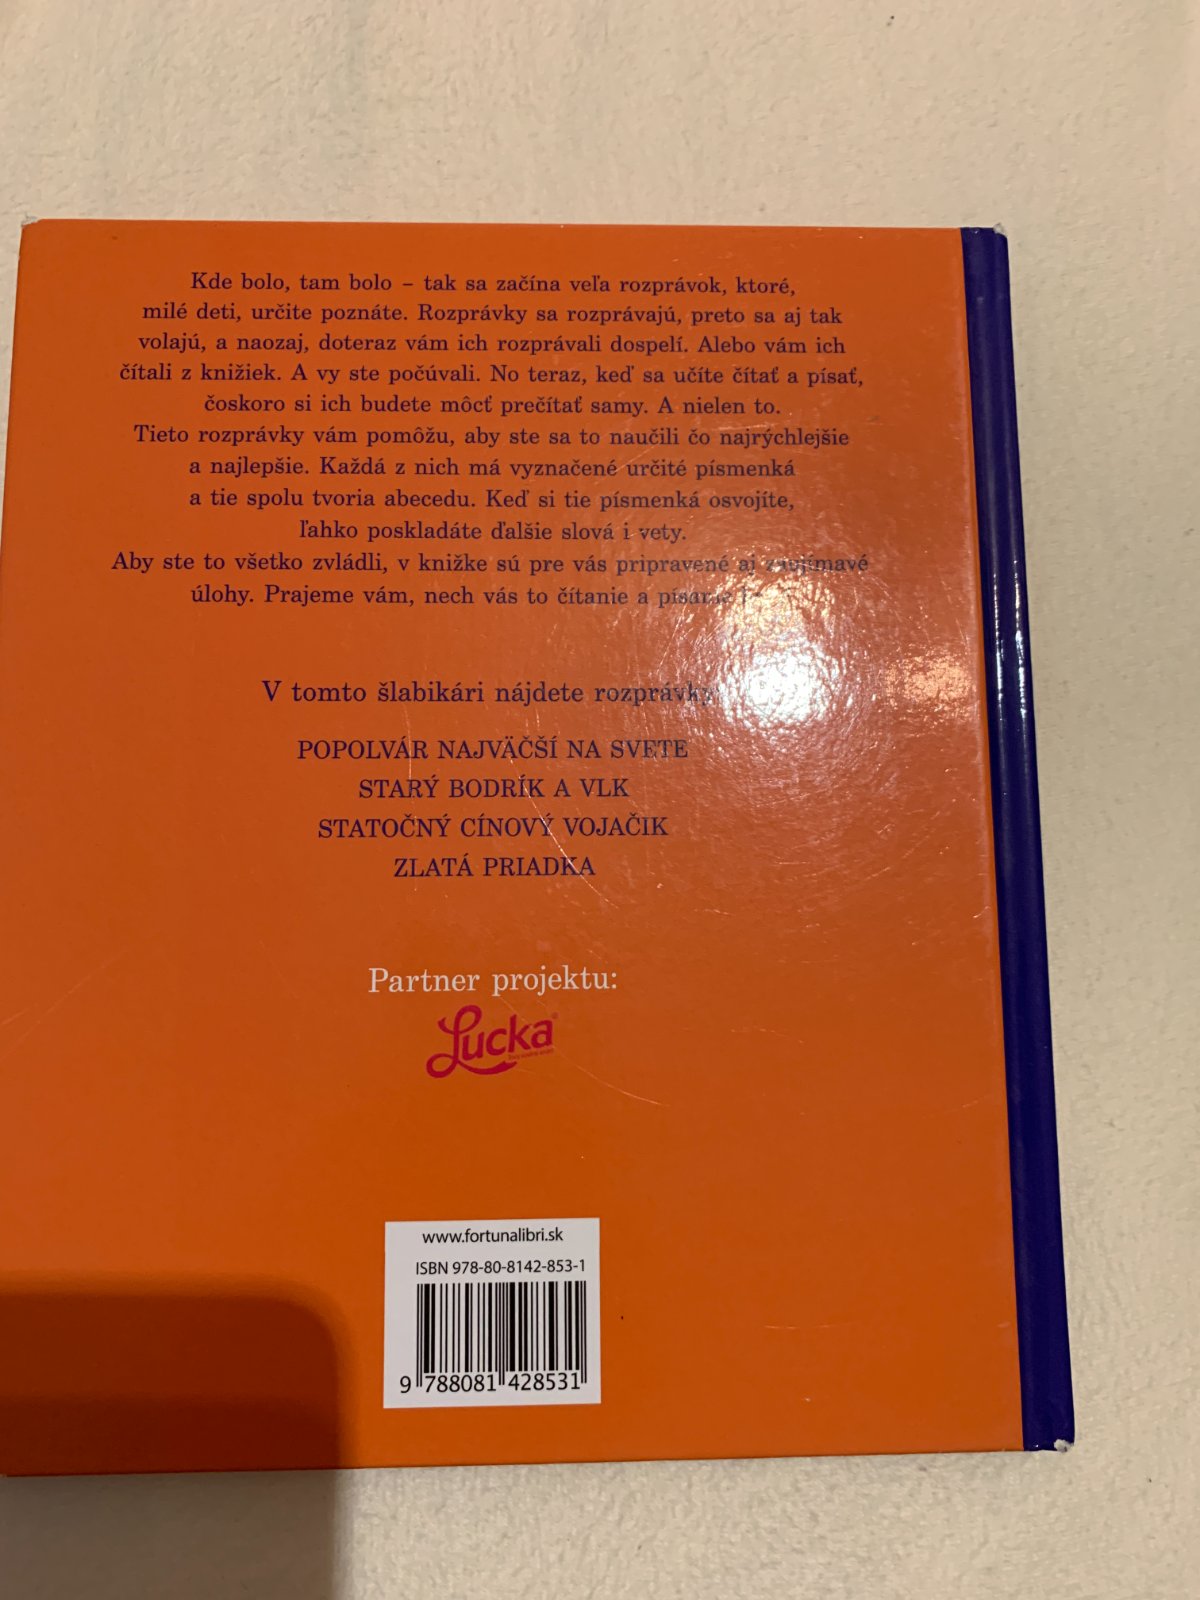 Kde bolo, tam bolo – tak sa začína veľa rozprávok, ktoré,
milé deti, určite poznáte. Rozprávky sa rozprávajú, preto sa aj tak
volajú, a naozaj, doteraz vám ich rozprávali dospelí. Alebo vám ich
čítali z knižiek. A vy ste počúvali. No teraz, keď sa učíte čítať a písať,
čoskoro si ich budete môcť prečítať samy. A nielen to.
Tieto rozprávky vám pomôžu, aby ste sa to naučili čo najrýchlejšie
a najlepšie. Každá z nich má vyznačené určité písmenká
a tie spolu tvoria abecedu. Keď si tie písmenká osvojíte,
ľahko poskladáte ďalšie slová i vety.
Aby ste to všetko zvládli, v knižke sú pre vás pripravené aj zaujímavé
úlohy. Prajeme vám, nech vás to čítanie a písanie
V tomto šlabikári nájdete rozprávky
POPOLVÁR NAJVÄČŠÍ NA SVETE
STARÝ BODRÍK A VLK
STATOČNÝ CÍNOVÝ VOJAČIK
ZLATÁ PRIADKA
Partner projektu:
Lucka®
www.fortunalibri.sk
ISBN 978-80-8142-853-1
9 788081 428531